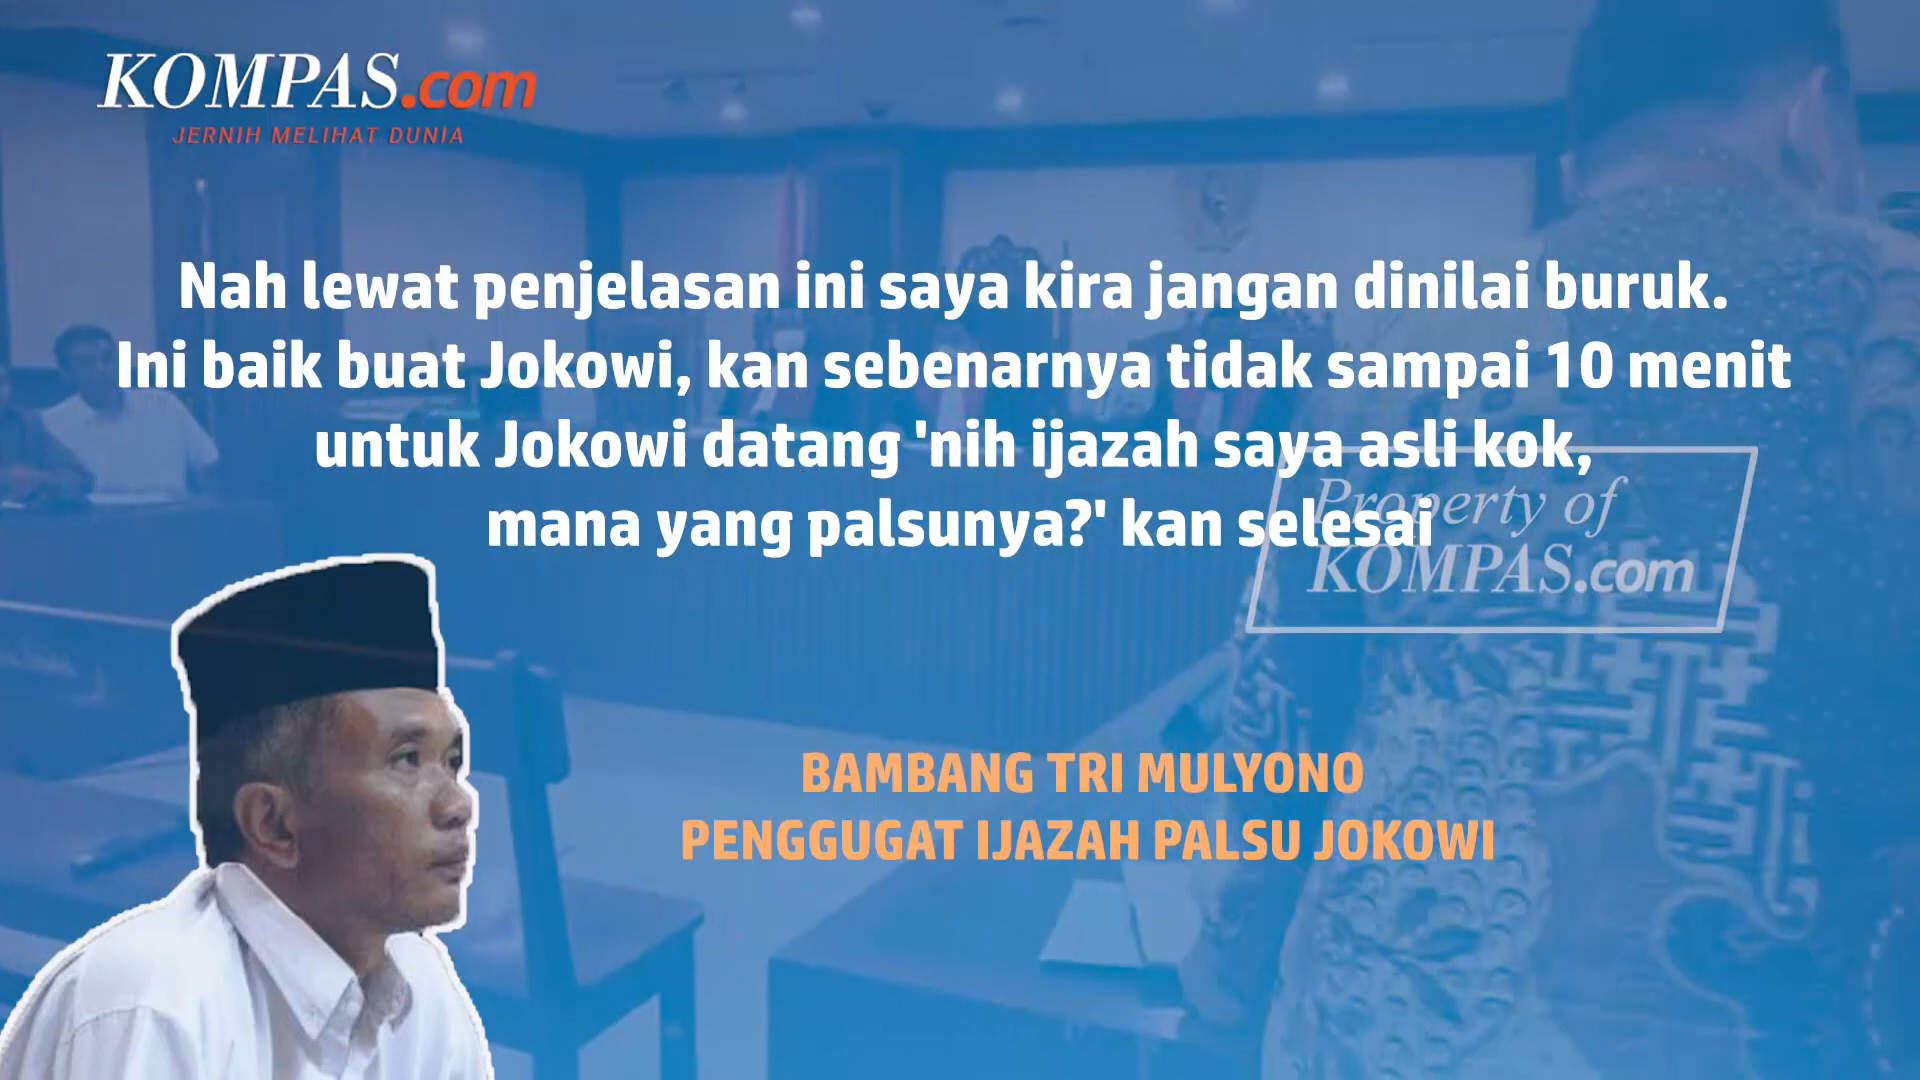 KOMPAS.com
JERNIH MELIHAT DUNIA
Nah lewat penjelasan ini saya kira jangan dinilai buruk.
Ini baik buat Jokowi, kan sebenarnya tidak sampai 10 menit
untuk Jokowi datang 'nih ijazah saya asli kok,
mana yang palsunya?' kan selesai
Property of
KOMPAS.com
BAMBANG TRI MULYONO
PENGGUGAT IJAZAH PALSU JOKOWI